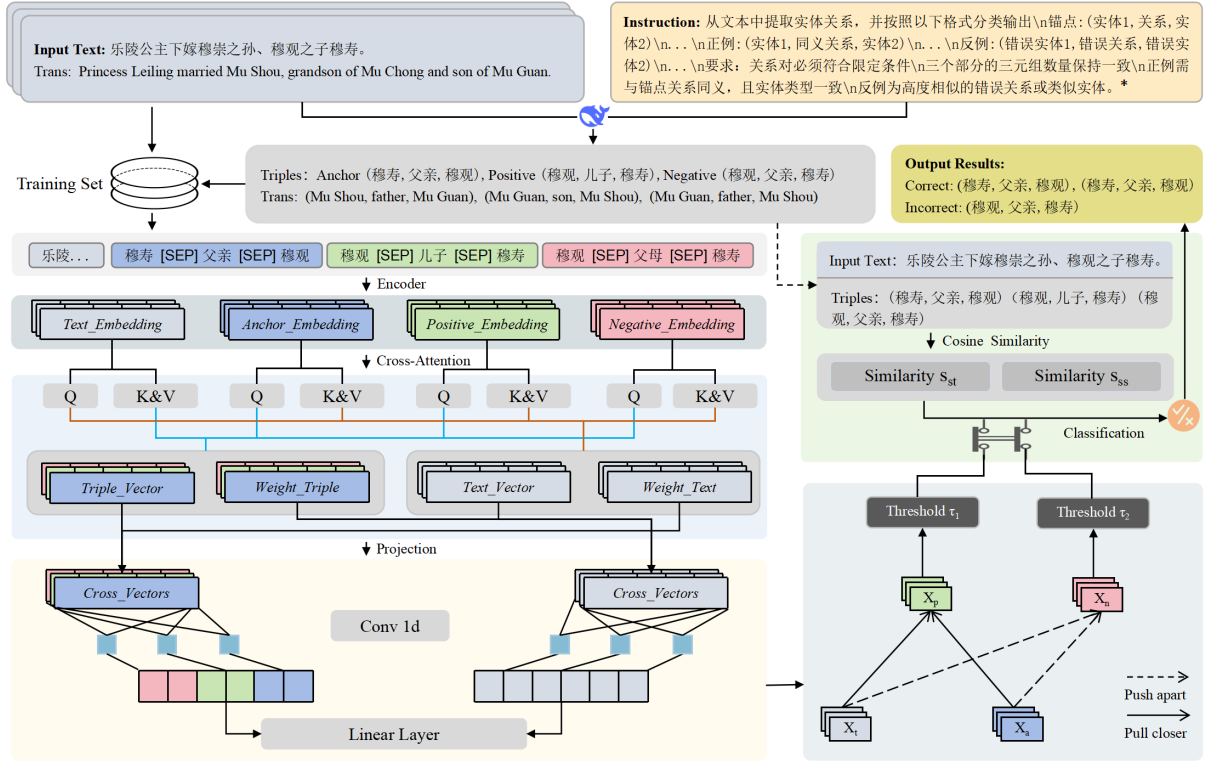 Input Text: 乐陵公主下嫁穆崇之孙、穆观之子穆寿。
Trans: Princess Leiling married Mu Shou, grandson of Mu Chong and son of Mu Guan.
Instruction: 从文本中提取实体关系，并按照以下格式分类输出\n锚点:(实体1,关系,实
体2)\n...\n正例:(实体1,同义关系,实体2)\n...\n反例:(错误实体1,错误关系,错误实
体2)\n...\n要求：关系对必须符合限定条件\n三个部分的三元组数量保持一致\n正例需
与锚点关系同义，且实体类型一致\n反例为高度相似的错误关系或类似实体。*
Training Set
Triples: Anchor (穆寿,父亲,穆观), Positive (穆观,儿子,穆寿), Negative (穆观,父亲,穆寿)
Trans: (Mu Shou, father, Mu Guan), (Mu Guan, son, Mu Shou), (Mu Guan, father, Mu Shou)
Output Results:
Correct: (穆寿,父亲,穆观), (穆寿,父亲,穆观)
Incorrect: (穆观,父亲,穆寿)
乐陵...
穆寿 [SEP] 父亲 [SEP] 穆观
穆观 [SEP] 儿子 [SEP] 穆寿
穆观 [SEP] 父母 [SEP] 穆寿
Encoder
Text_Embedding
Anchor_Embedding
Positive_Embedding
Negative_Embedding
Cross-Attention
Q
K&V
Q
K&V
Q
K&V
Q
K&V
Triple_Vector
Weight_Triple
Text_Vector
Weight_Text
Projection
Cross_Vectors
Cross_Vectors
Conv 1d
Linear Layer
Input Text: 乐陵公主下嫁穆崇之孙、穆观之子穆寿。
Triples: (穆寿,父亲,穆观) (穆观,儿子,穆寿) (穆
观,父亲,穆寿)
Cosine Similarity
Similarity s_st
Similarity s_ss
Classification
Threshold τ1
Threshold τ2
Xp
Xn
Xt
Xa
Push apart
Pull closer